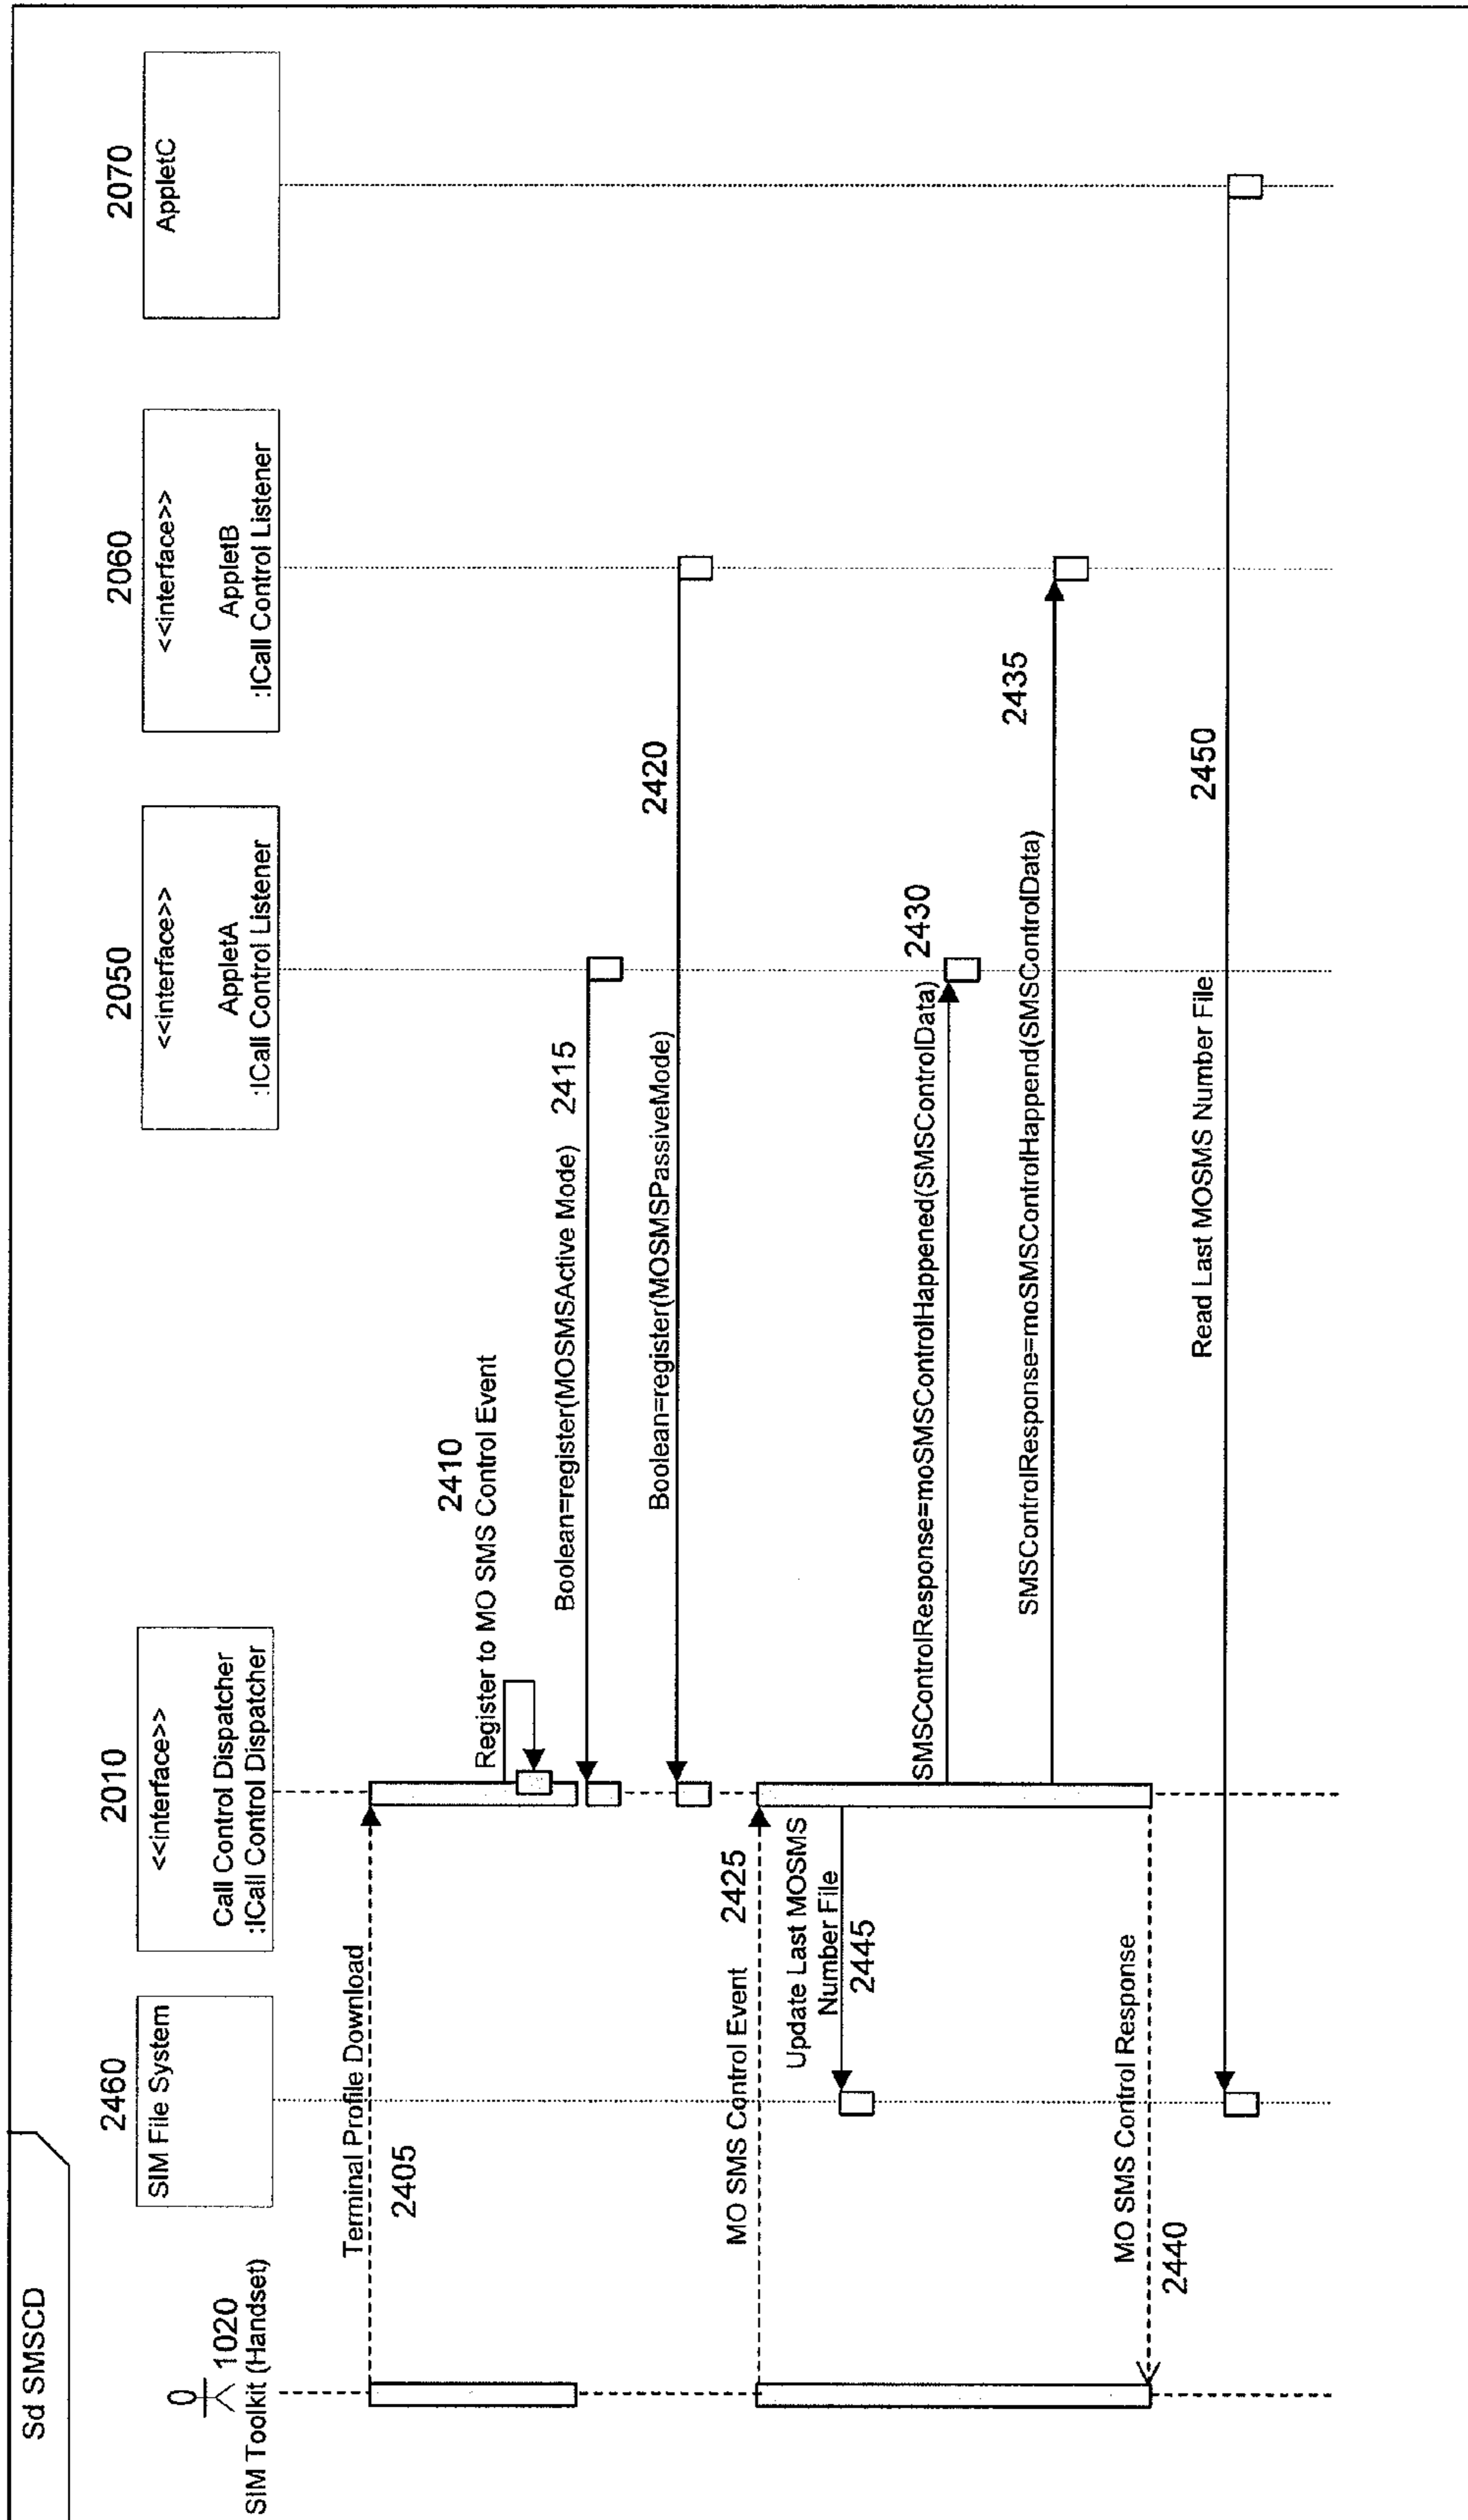 Sd SMSCD
0
1020
SIM Toolkit (Handset)
2460
SIM File System
2010
<<interface>>
Call Control Dispatcher
:ICall Control Dispatcher
2050
<<interface>>
AppletA
:ICall Control Listener
2060
<<interface>>
AppletB
:ICall Control Listener
2070
AppletC
Terminal Profile Download
2405
2410
Register to MO SMS Control Event
Boolean=register(MOSMSActive Mode) 2415
2420
Boolean=register(MOSMSPassiveMode)
MO SMS Control Event 2425
Update Last MOSMS
Number File
2445
2430
SMSControlResponse=moSMSControlHappened(SMSControlData)
2435
SMSControlResponse=moSMSControlHappend(SMSControlData)
MO SMS Control Response
2440
2450
Read Last MOSMS Number File